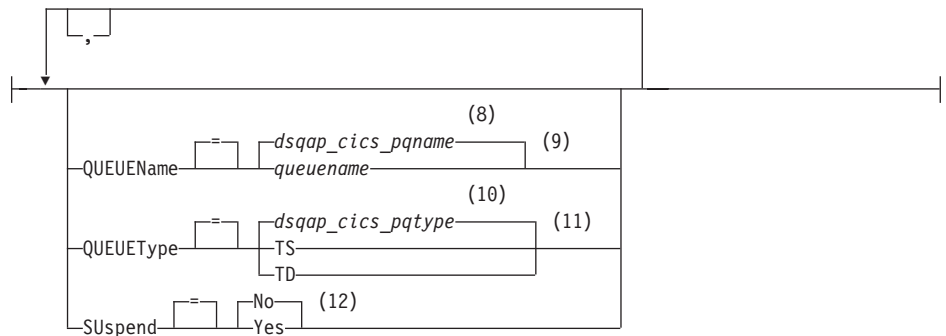 ,
(8)
= dsqap_cics_pqname (9)
QUEUEName queuename
(10)
= dsqap_cics_pqtype (11)
QUEUEType TS
TD
= No (12)
SUspend Yes